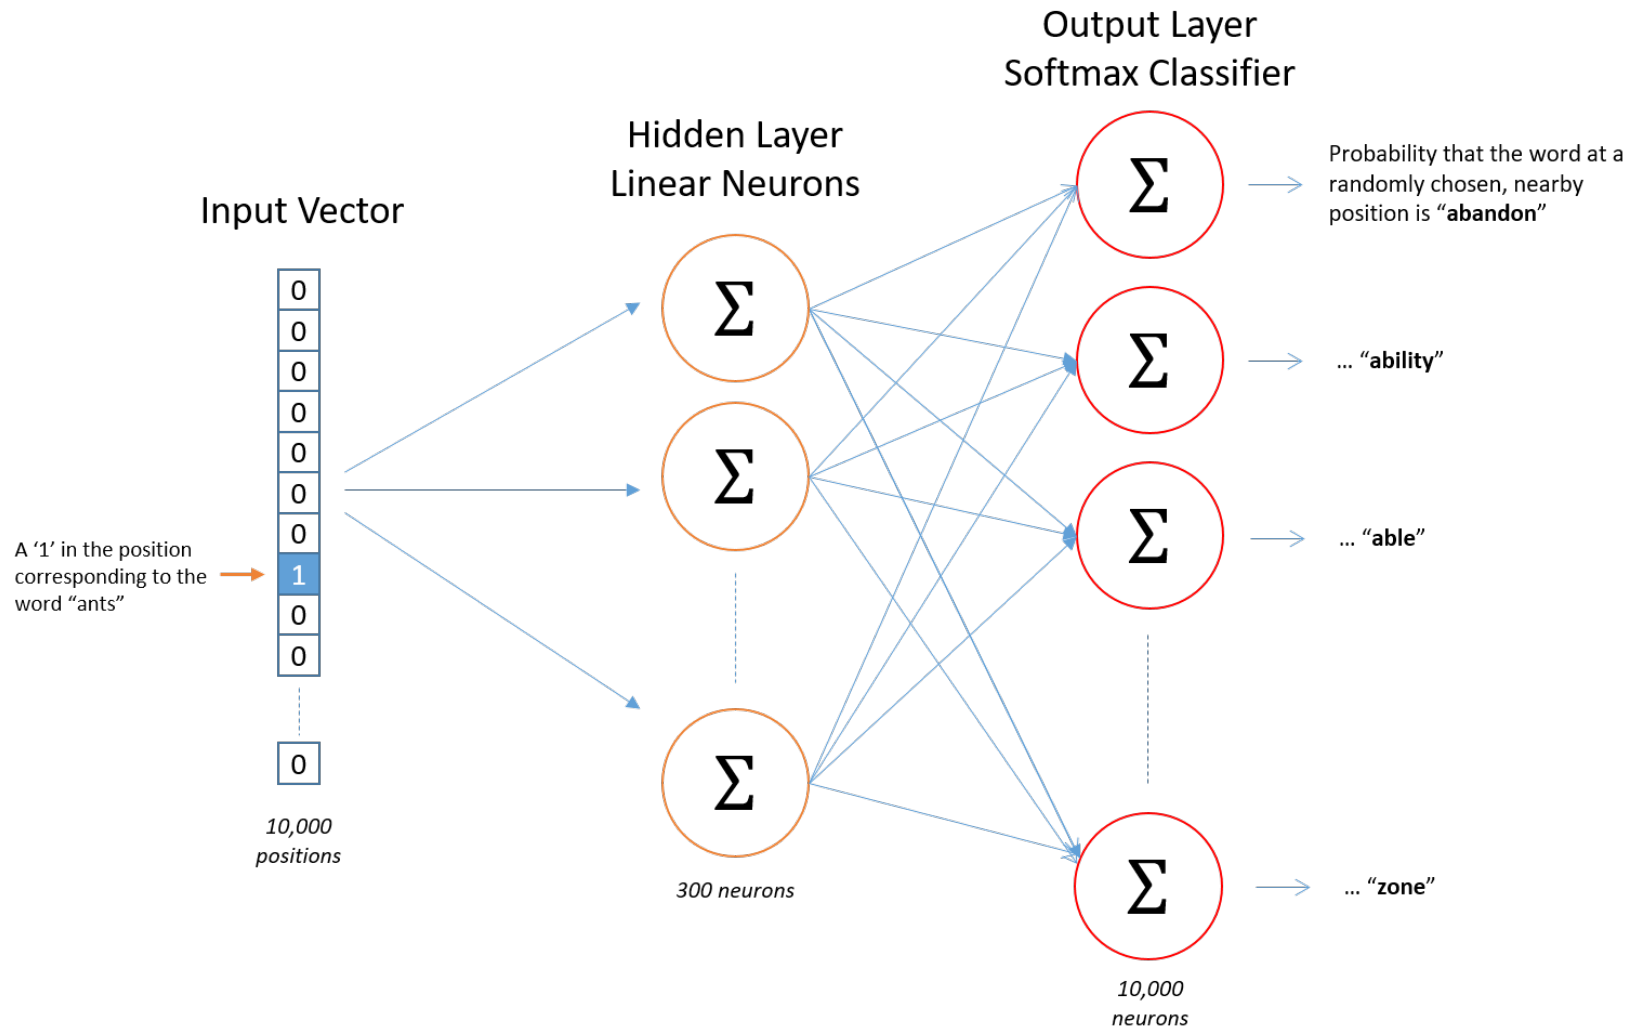 Output Layer
Softmax Classifier
Hidden Layer
Linear Neurons
Input Vector
0
0
0
0
0
0
0
1
0
0
0
A ‘1’ in the position
corresponding to the
word “ants”
10,000
positions
Σ
Σ
Σ
300 neurons
Σ
Σ
Σ
Σ
10,000
neurons
Probability that the word at a
randomly chosen, nearby
position is “abandon”
... “ability”
... “able”
... “zone”